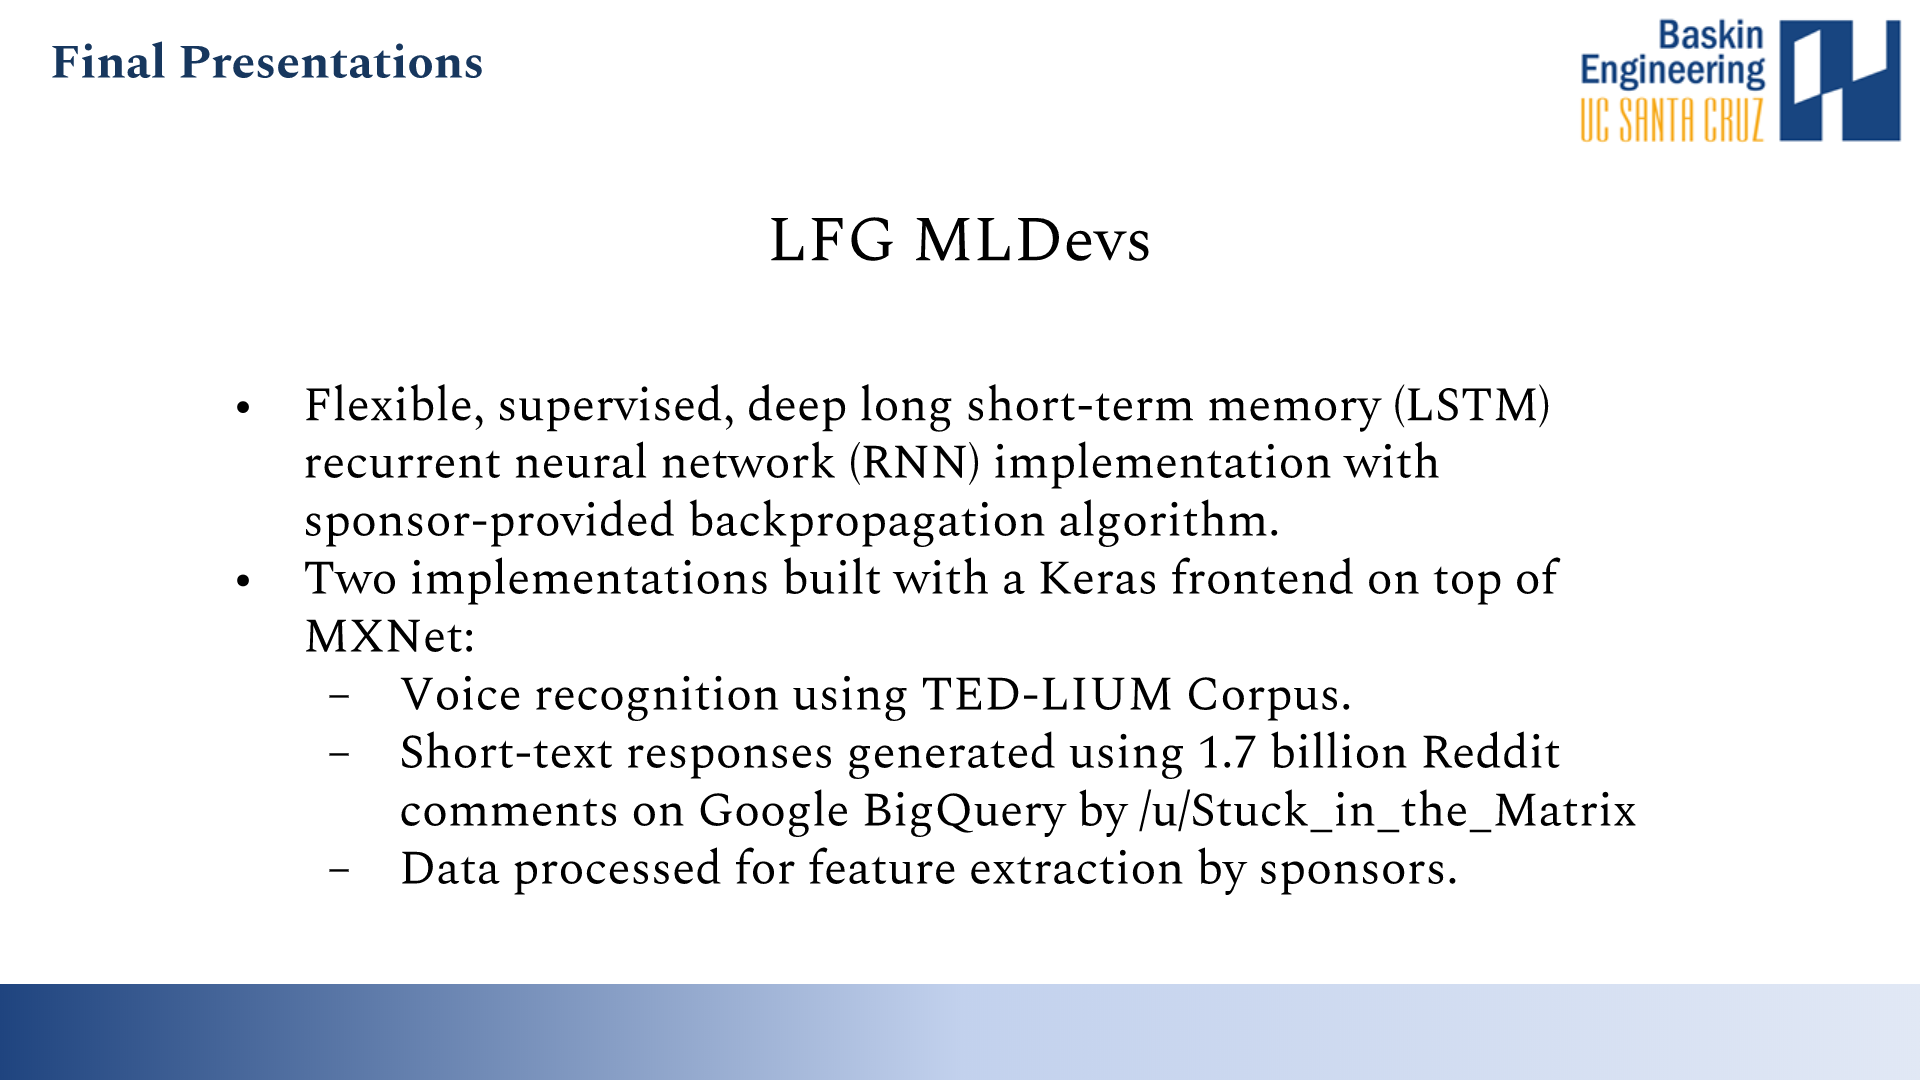 Final Presentations
Baskin
Engineering
UC SANTA CRUZ
LFG MLDevs
• Flexible, supervised, deep long short-term memory (LSTM)
recurrent neural network (RNN) implementation with
sponsor-provided backpropagation algorithm.
• Two implementations built with a Keras frontend on top of
MXNet:
– Voice recognition using TED-LIUM Corpus.
– Short-text responses generated using 1.7 billion Reddit
comments on Google BigQuery by /u/Stuck_in_the_Matrix
– Data processed for feature extraction by sponsors.